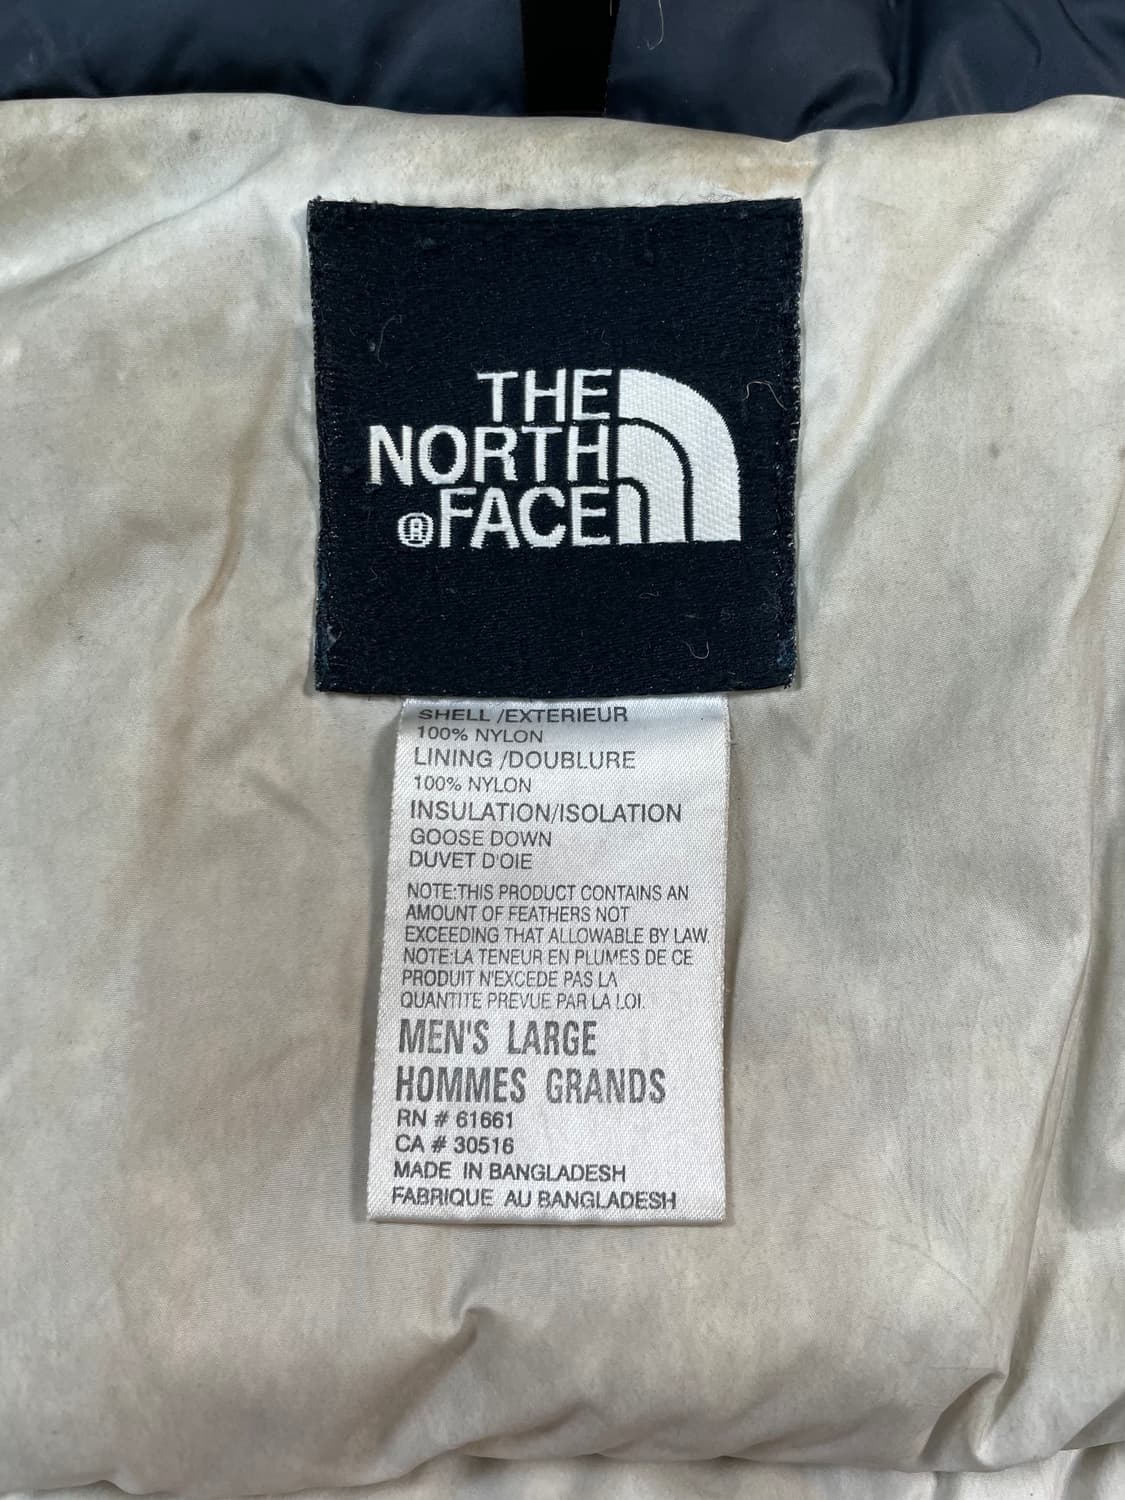 THE
NORTH
®FACE
SHELL /EXTERIEUR
100% NYLON
LINING /DOUBLURE
100% NYLON
INSULATION/ISOLATION
GOOSE DOWN
DUVET D'OIE
NOTE:THIS PRODUCT CONTAINS AN
AMOUNT OF FEATHERS NOT
EXCEEDING THAT ALLOWABLE BY LAW.
NOTE:LA TENEUR EN PLUMES DE CE
PRODUIT N'EXCEDE PAS LA
QUANTITE PREVUE PAR LA LOI.
MEN'S LARGE
HOMMES GRANDS
RN # 61661
CA # 30516
MADE IN BANGLADESH
FABRIQUE AU BANGLADESH